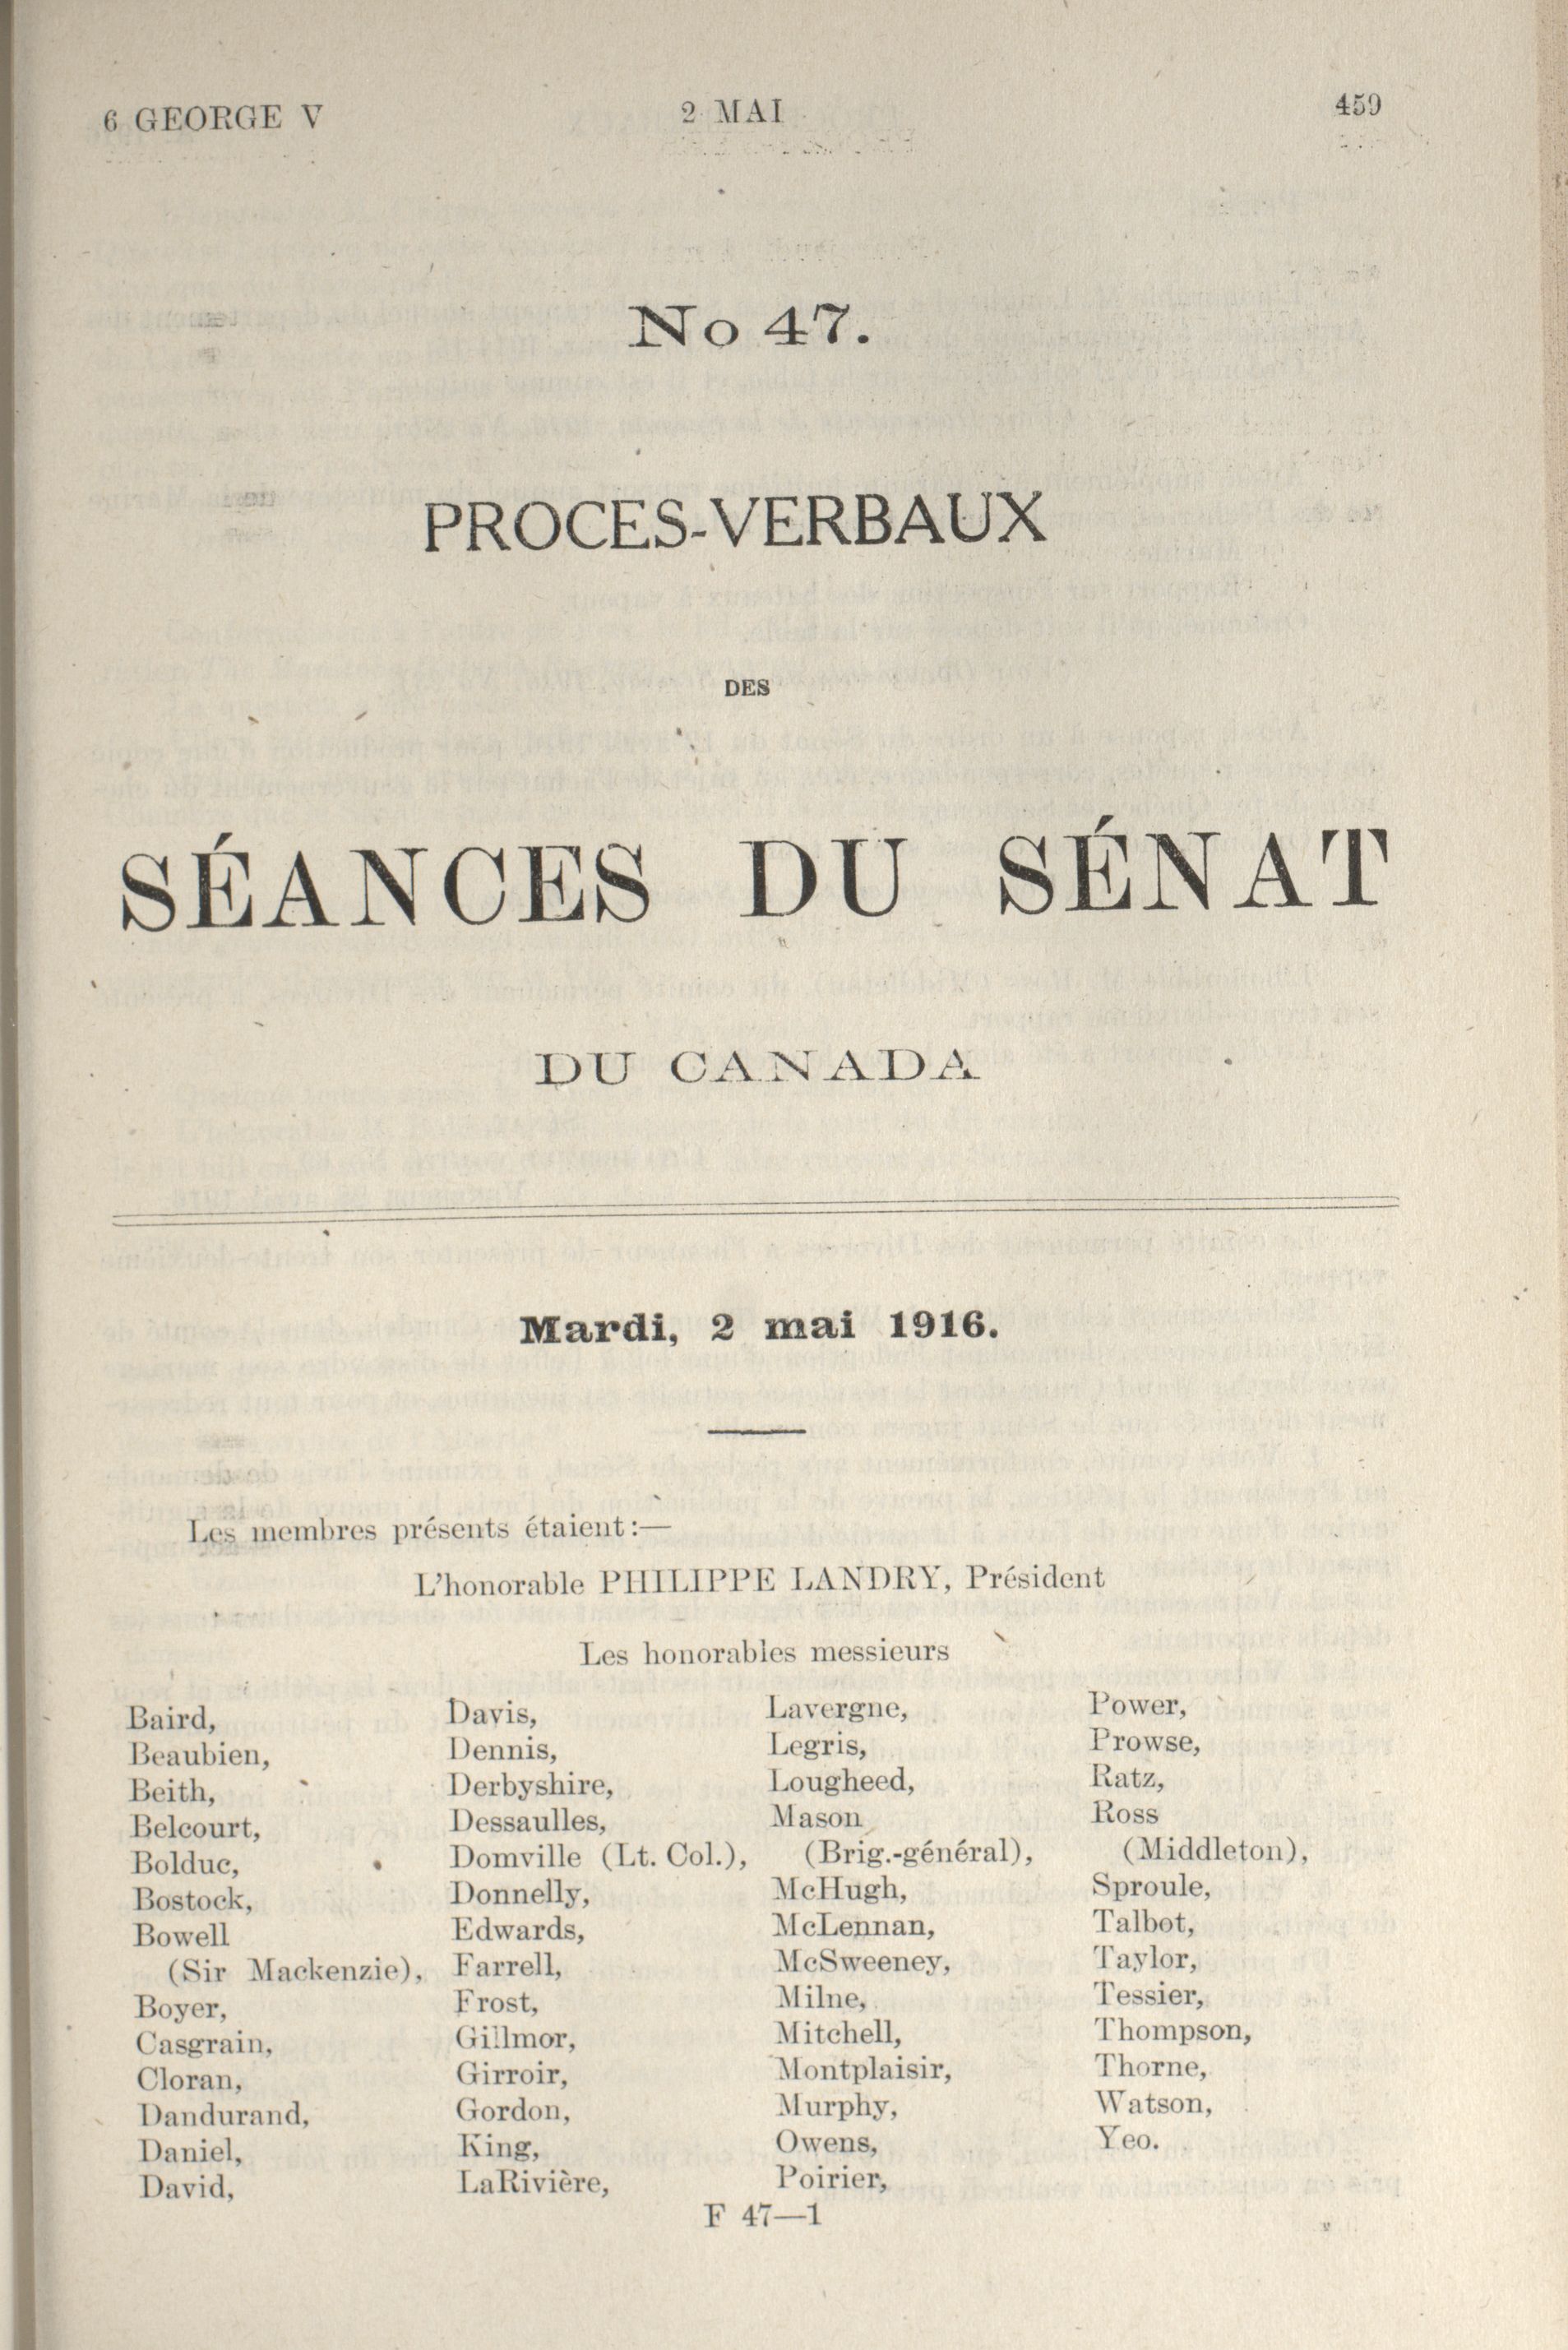 6 GEORGE V
2 MAI
459
No 47.
PROCES-VERBAUX
DES
SÉANCES DU SÉNAT
DU CANADA
Mardi, 2 mai 1916.
Les membres présents étaient:—
L'honorable PHILIPPE LANDRY, Président
Les honorables messieurs
Baird,
Beaubien,
Beith,
Belcourt,
Bolduc,
Bostock,
Bowell
(Sir Mackenzie),
Boyer,
Casgrain,
Cloran,
Dandurand,
Daniel,
David,
Davis,
Dennis,
Derbyshire,
Dessaulles,
Domville (Lt. Col.),
Donnelly,
Edwards,
Farrell,
Frost,
Gillmor,
Girroir,
Gordon,
King,
LaRivière,
Lavergne,
Legris,
Lougheed,
Mason
(Brig.-général),
McHugh,
McLennan,
McSweeney,
Milne,
Mitchell,
Montplaisir,
Murphy,
Owens,
Poirier,
Power,
Prowse,
Ratz,
Ross
(Middleton),
Sproule,
Talbot,
Taylor,
Tessier,
Thompson,
Thorne,
Watson,
Yeo.
F 47—1